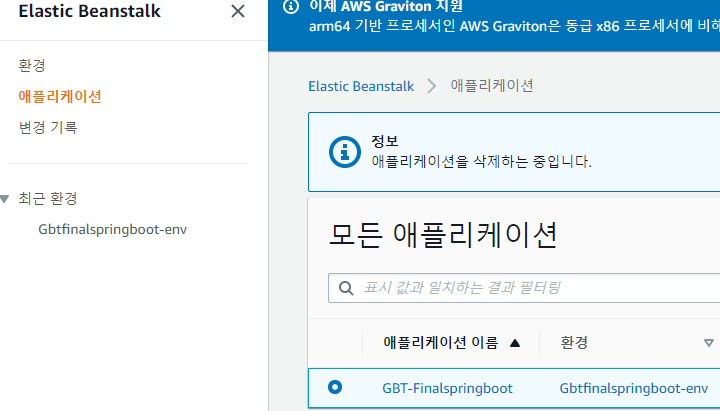 Elastic Beanstalk
환경
애플리케이션
변경 기록
최근 환경
Gbtfinalspringboot-env
이제 AWS Graviton 지원
arm64 기반 프로세서인 AWS Graviton은 동급 x86 프로세서에 비해
Elastic Beanstalk > 애플리케이션
정보
애플리케이션을 삭제하는 중입니다.
모든 애플리케이션
표시 값과 일치하는 결과 필터링
애플리케이션 이름 환경
GBT-Finalspringboot Gbtfinalspringboot-env